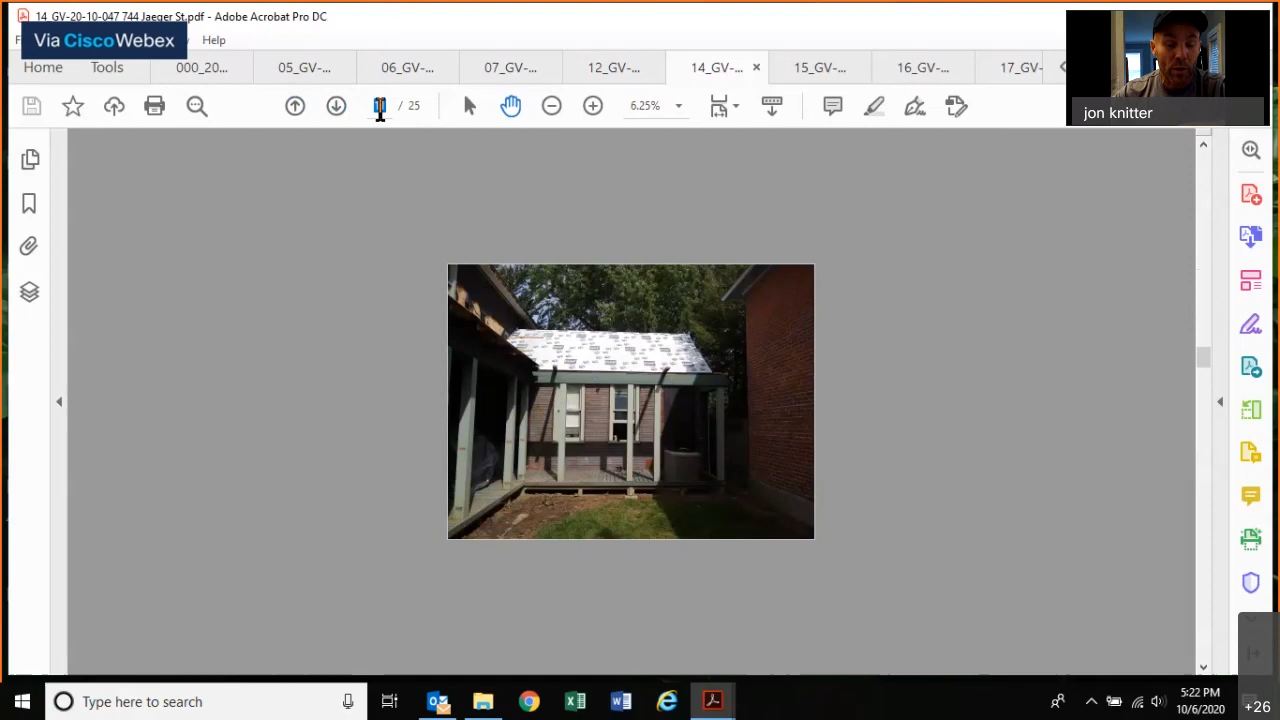 14_GV-20-10-047 744 Jaeger St.pdf - Adobe Acrobat Pro DC
Via CiscoWebex
Help
Home Tools 000_20... 05_GV-... 06_GV-... 07_GV-... 12_GV-... 14_GV-... × 15_GV-... 16_GV-... 17_GV-
/ 25 6.25%
jon knitter
Type here to search
5:22 PM
10/6/2020
+26